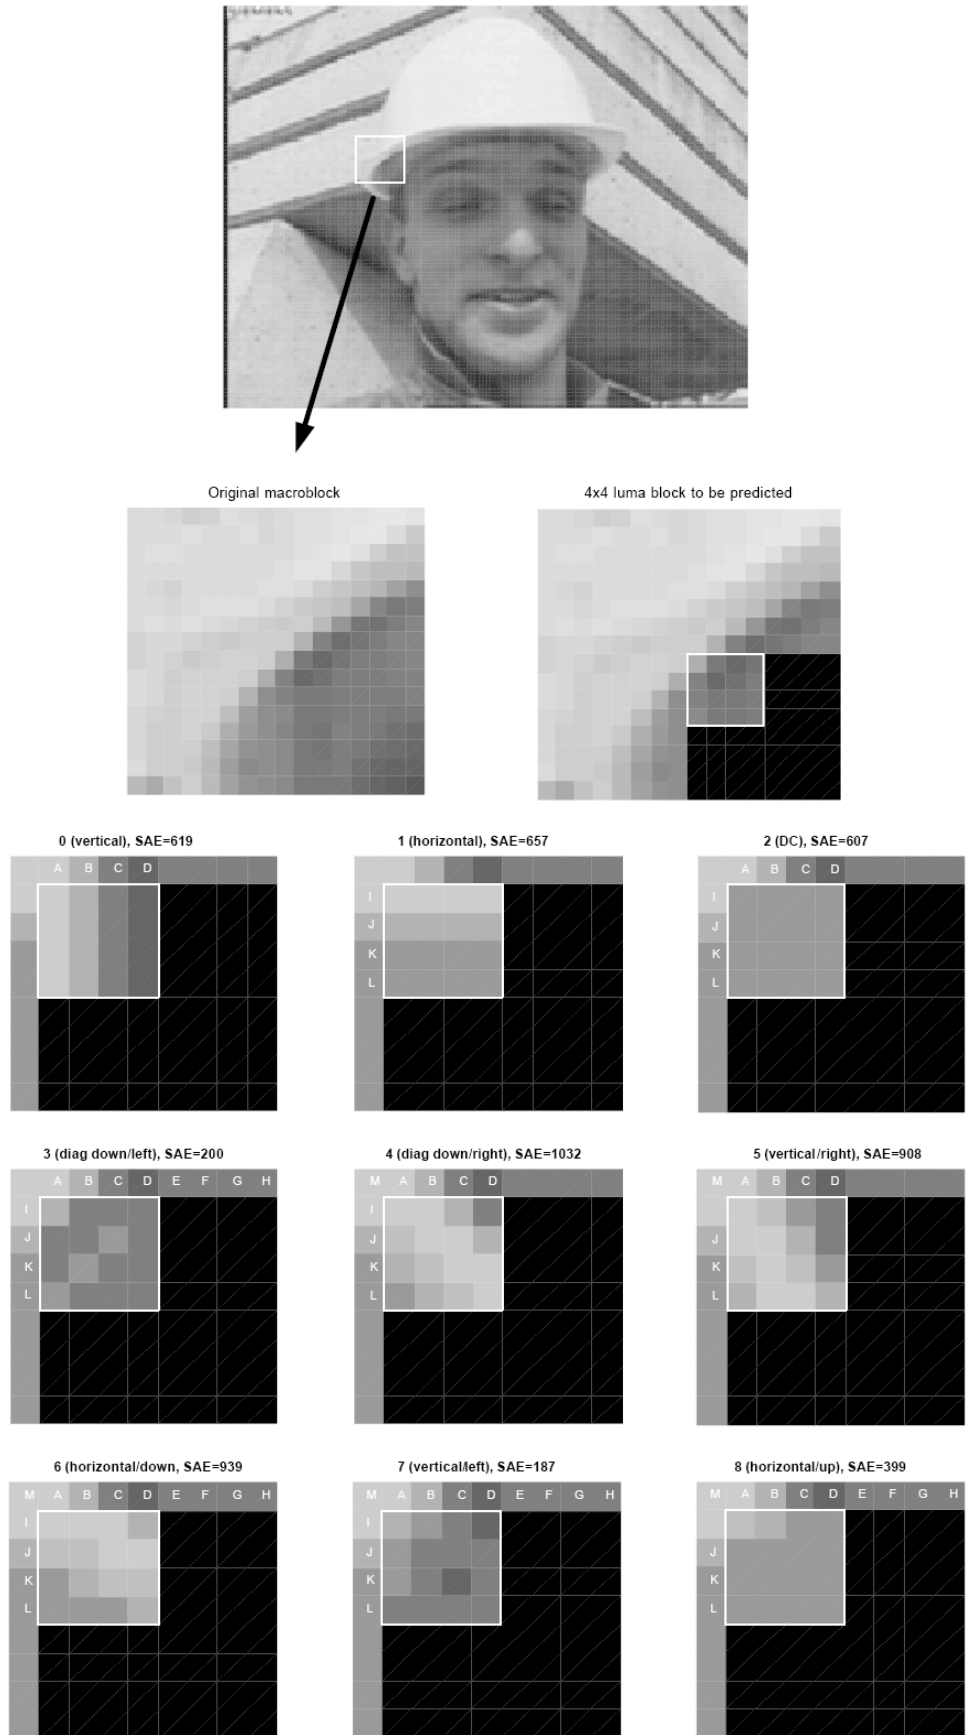 SIEMENS
Original macroblock
4x4 luma block to be predicted
0 (vertical), SAE=619
A B C D
1 (horizontal), SAE=657
I
J
K
L
2 (DC), SAE=607
A B C D
I
J
K
L
3 (diag down/left), SAE=200
A B C D E F G H
I
J
K
L
4 (diag down/right), SAE=1032
M A B C D
I
J
K
L
5 (vertical/right), SAE=908
M A B C D
I
J
K
L
6 (horizontal/down, SAE=939
M A B C D E F G H
I
J
K
L
7 (vertical/left), SAE=187
M A B C D E F G H
I
J
K
L
8 (horizontal/up), SAE=399
M A B C D E F G H
J
K
L